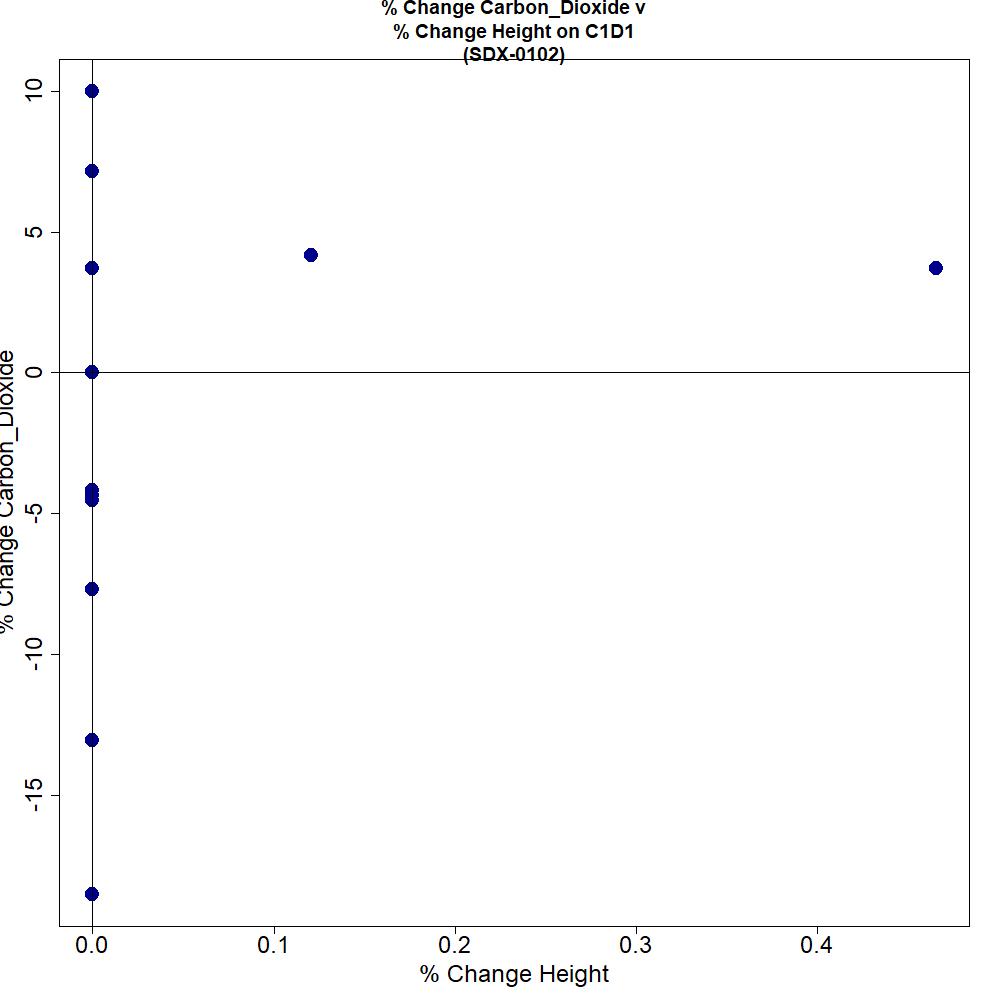 % Change Carbon_Dioxide v
% Change Height on C1D1
(SDX-0102)
10
5
0
-5
-10
-15
% Change Carbon_Dioxide
0.0 0.1 0.2 0.3 0.4
% Change Height